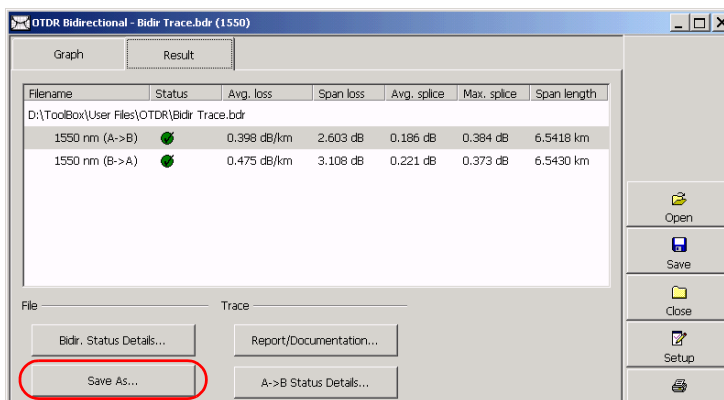 OTDR Bidirectional - Bidir Trace.bdr (1550)
Graph Result
Filename Status Avg. loss Span loss Avg. splice Max. splice Span length
D:\ToolBox\User Files\OTDR\Bidir Trace.bdr
1550 nm (A->B) 0.398 dB/km 2.603 dB 0.186 dB 0.384 dB 6.5418 km
1550 nm (B->A) 0.475 dB/km 3.108 dB 0.221 dB 0.373 dB 6.5430 km
Open
Save
Close
Setup
File Trace
Bidir. Status Details... Report/Documentation...
Save As... A->B Status Details...